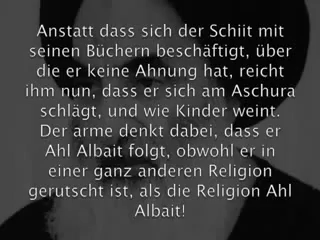 Anstatt dass sich der Schiit mit
seinen Büchern beschäftigt, über
die er keine Ahnung hat, reicht
ihm nun, dass er sich am Aschura
schlägt, und wie Kinder weint.
Der arme denkt dabei, dass er
Ahl Albait folgt, obwohl er in
einer ganz anderen Religion
gerutscht ist, als die Religion Ahl
Albait!